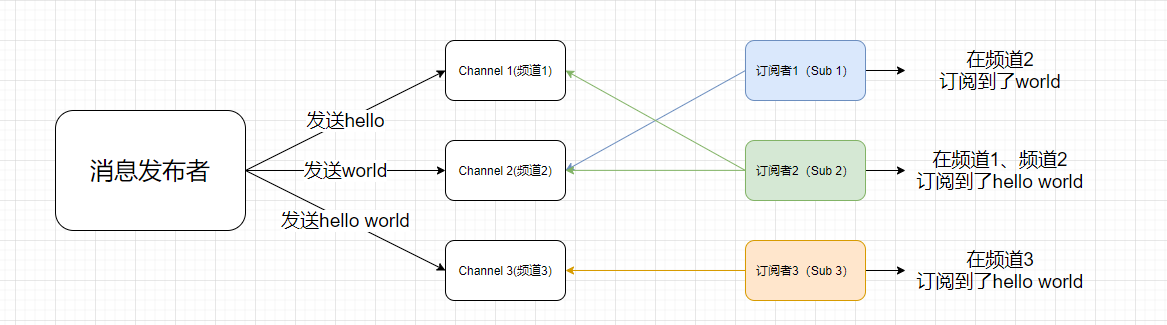 消息发布者
发送hello
发送world
发送hello world
Channel 1(频道1)
Channel 2(频道2)
Channel 3(频道3)
订阅者1（Sub 1）
订阅者2（Sub 2）
订阅者3（Sub 3）
在频道2
订阅到了world
在频道1、频道2
订阅到了hello world
在频道3
订阅到了hello world